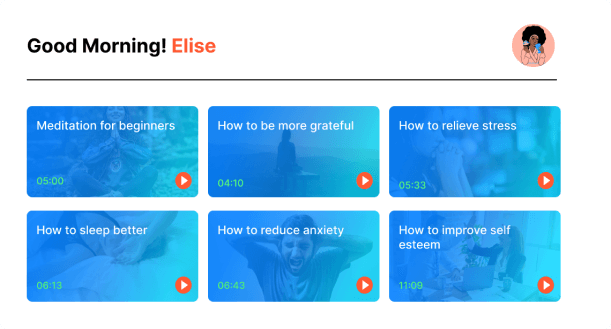 Good Morning! Elise
Meditation for beginners
05:00
How to be more grateful
04:10
How to relieve stress
05:33
How to sleep better
06:13
How to reduce anxiety
06:43
How to improve self
esteem
11:09